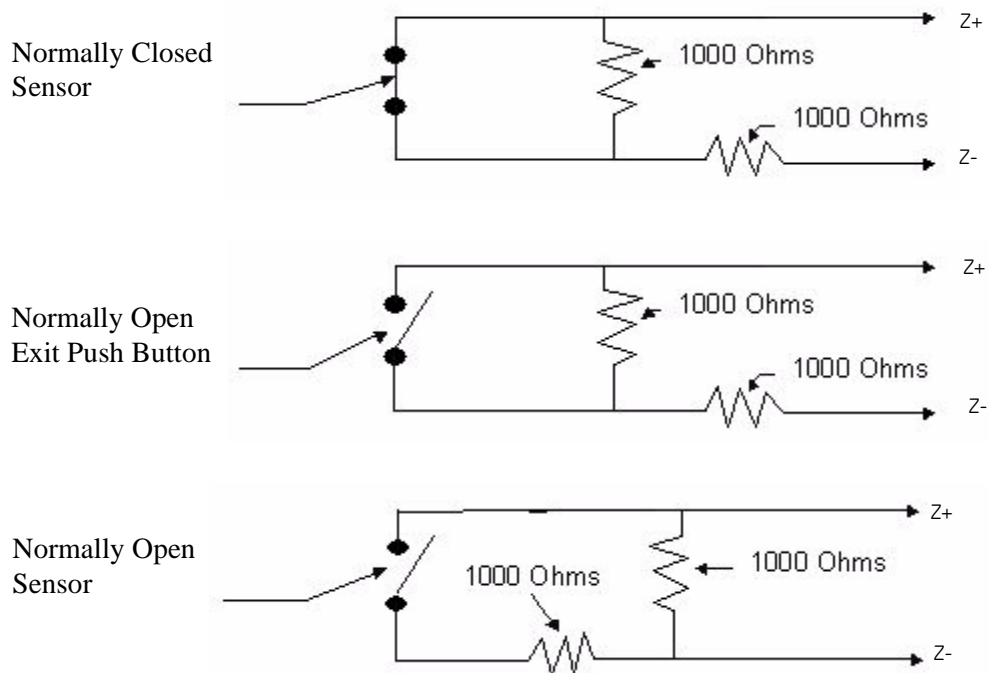 Normally Closed
Sensor
1000 Ohms
1000 Ohms
Z+
Z-
Normally Open
Exit Push Button
1000 Ohms
1000 Ohms
Z+
Z-
Normally Open
Sensor
1000 Ohms
1000 Ohms
Z+
Z-